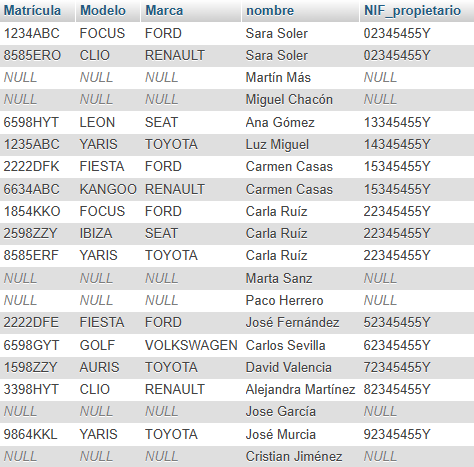 Matrícula Modelo Marca nombre NIF_propietario
1234ABC FOCUS FORD Sara Soler 02345455Y
8585ERO CLIO RENAULT Sara Soler 02345455Y
NULL NULL NULL Martín Más NULL
NULL NULL NULL Miguel Chacón NULL
6598HYT LEON SEAT Ana Gómez 13345455Y
1235ABC YARIS TOYOTA Luz Miguel 14345455Y
2222DFK FIESTA FORD Carmen Casas 15345455Y
6634ABC KANGOO RENAULT Carmen Casas 15345455Y
1854KKO FOCUS FORD Carla Ruíz 22345455Y
2598ZZY IBIZA SEAT Carla Ruíz 22345455Y
8585ERF YARIS TOYOTA Carla Ruíz 22345455Y
NULL NULL NULL Marta Sanz NULL
NULL NULL NULL Paco Herrero NULL
2222DFE FIESTA FORD José Fernández 52345455Y
6598GYT GOLF VOLKSWAGEN Carlos Sevilla 62345455Y
1598ZZY AURIS TOYOTA David Valencia 72345455Y
3398HYT CLIO RENAULT Alejandra Martínez 82345455Y
NULL NULL NULL Jose García NULL
9864KKL YARIS TOYOTA José Murcia 92345455Y
NULL NULL NULL Cristian Jiménez NULL